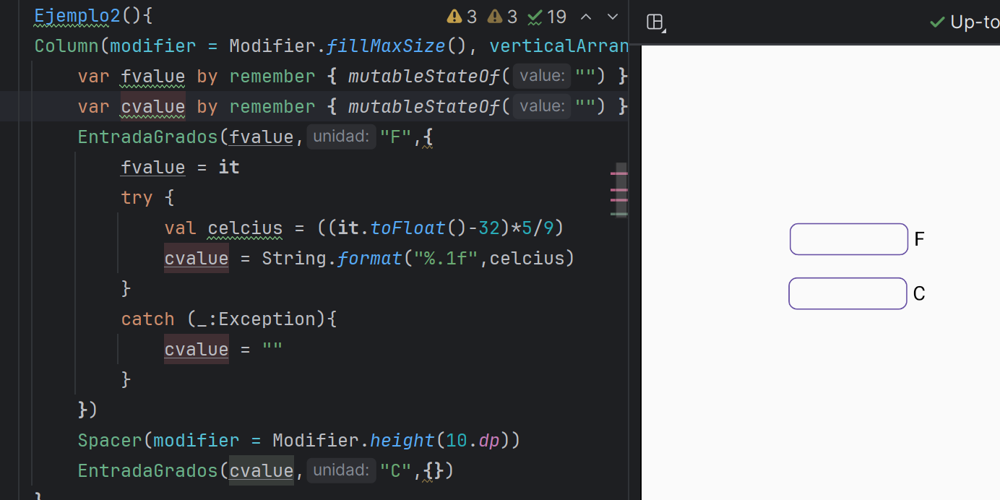 Ejemplo2(){
3 3 19
Column(modifier = Modifier.fillMaxSize(), verticalArran
var fvalue by remember { mutableStateOf( value: "") }
var cvalue by remember { mutableStateOf( value: "") }
EntradaGrados(fvalue, unidad: "F",{
fvalue = it
try {
val celcius = ((it.toFloat()-32)*5/9)
cvalue = String.format("%.1f",celcius)
}
catch (_:Exception){
cvalue = ""
}
})
Spacer(modifier = Modifier.height(10.dp))
EntradaGrados(cvalue, unidad: "C",{})
}
Up-to
F
C